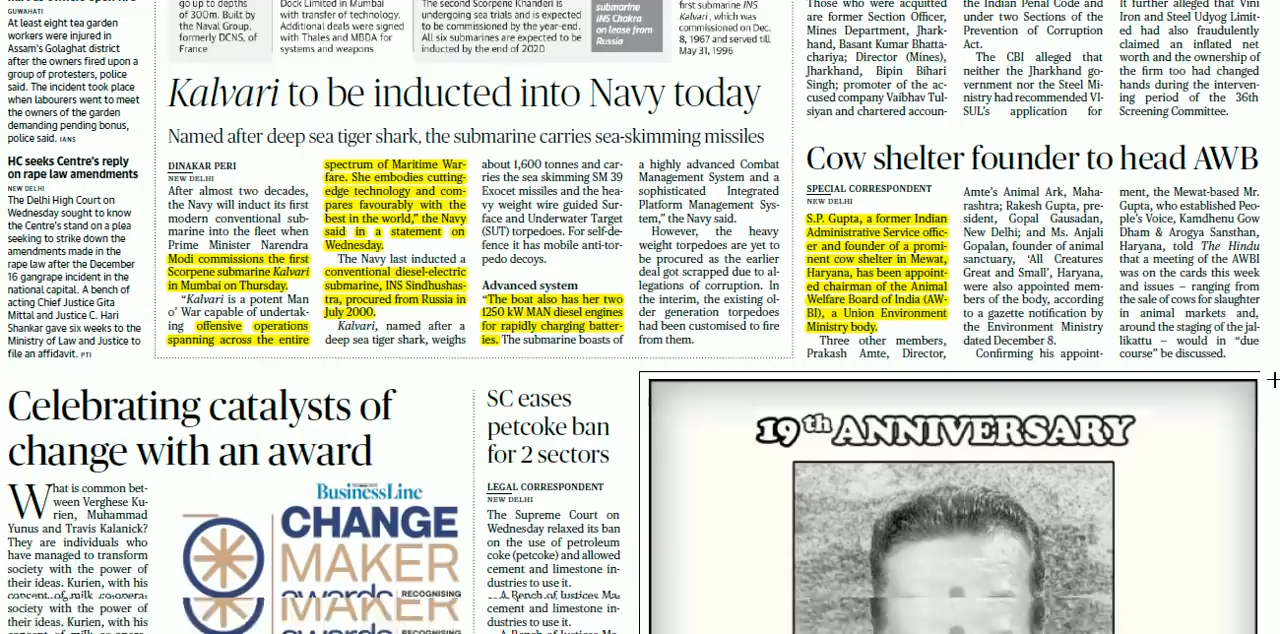 GUWAHATI
At least eight tea garden
workers were injured in
Assam's Golaghat district
after the owners fired upon a
group of protesters, police
said. The incident took place
when labourers went to meet
the owners of the garden
demanding pending bonus,
police said. IANS
HC seeks Centre's reply
on rape law amendments
NEW DELHI
The Delhi High Court on
Wednesday sought to know
the Centre's stand on a plea
seeking to strike down the
amendments made in the
rape law after the December
16 gangrape incident in the
national capital. A bench of
acting Chief Justice Gita
Mittal and Justice C. Hari
Shankar gave six weeks to the
Ministry of Law and Justice to
file an affidavit. PTI
go up to depths
of 300m. Built by
the Naval Group,
formerly DCNS, of
France
Dock Limited in Mumbai
with transfer of technology.
Additional deals were signed
with Thales and MBDA for
systems and weapons
The second Scorpene Khanderi is
undergoing sea trials and is expected
to be commissioned by the year-end.
All six submarines are expected to be
inducted by the end of 2020
submarine
INS Chakra
on lease from
Russia
first submarine INS
Kalvari, which was
commissioned on Dec.
8, 1967 and served till
May 31, 1996
Kalvari to be inducted into Navy today
Named after deep sea tiger shark, the submarine carries sea-skimming missiles
DINAKAR PERI
NEW DELHI
After almost two decades,
the Navy will induct its first
modern conventional sub-
marine into the fleet when
Prime Minister Narendra
Modi commissions the first
Scorpene submarine Kalvari
in Mumbai on Thursday.
"Kalvari is a potent Man
o' War capable of undertak-
ing offensive operations
spanning across the entire
spectrum of Maritime War-
fare. She embodies cutting-
edge technology and com-
pares favourably with the
best in the world," the Navy
said in a statement on
Wednesday.
The Navy last inducted a
conventional diesel-electric
submarine, INS Sindhushas-
tra, procured from Russia in
July 2000.
Kalvari, named after a
deep sea tiger shark, weighs
about 1,600 tonnes and car-
ries the sea skimming SM 39
Exocet missiles and the hea-
vy weight wire guided Sur-
face and Underwater Target
(SUT) torpedoes. For self-de-
fence it has mobile anti-tor-
pedo decoys.
Advanced system
"The boat also has her two
1250 kW MAN diesel engines
for rapidly charging batter-
ies. The submarine boasts of
a highly advanced Combat
Management System and a
sophisticated Integrated
Platform Management Sys-
tem," the Navy said.
However, the heavy
weight torpedoes are yet to
be procured as the earlier
deal got scrapped due to al-
legations of corruption. In
the interim, the existing ol-
der generation torpedoes
had been customised to fire
from them.
Those who were acquitted
are former Section Officer,
Mines Department, Jhark-
hand, Basant Kumar Bhatta-
chariya; Director (Mines),
Jharkhand, Bipin Bihari
Singh; promoter of the ac-
cused company Vaibhav Tul-
siyan and chartered accoun-
the Indian Penal Code and
under two Sections of the
Prevention of Corruption
Act.
The CBI alleged that
neither the Jharkhand go-
vernment nor the Steel Mi-
nistry had recommended VI-
SUL's application for
It further alleged that Vini
Iron and Steel Udyog Limit-
ed had also fraudulently
claimed an inflated net
worth and the ownership of
the firm too had changed
hands during the interven-
ing period of the 36th
Screening Committee.
Cow shelter founder to head AWB
SPECIAL CORRESPONDENT
NEW DELHI
S.P. Gupta, a former Indian
Administrative Service offic-
er and founder of a promi-
nent cow shelter in Mewat,
Haryana, has been appoint-
ed chairman of the Animal
Welfare Board of India (AW-
BI), a Union Environment
Ministry body.
Three other members,
Prakash Amte, Director,
Amte's Animal Ark, Maha-
rashtra; Rakesh Gupta, pre-
sident, Gopal Gausadan,
New Delhi; and Ms. Anjali
Gopalan, founder of animal
sanctuary, 'All Creatures
Great and Small', Haryana,
were also appointed mem-
bers of the body, according
to a gazette notification by
the Environment Ministry
dated December 8.
Confirming his appoint-
ment, the Mewat-based Mr.
Gupta, who established Peo-
ple's Voice, Kamdhenu Gow
Dham & Arogya Sansthan,
Haryana, told The Hindu
that a meeting of the AWBI
was on the cards this week
and issues – ranging from
the sale of cows for slaughter
in animal markets and,
around the staging of the jal-
likattu – would in "due
course" be discussed.
Celebrating catalysts of
change with an award
What is common bet-
ween Verghese Ku-
rien, Muhammad
Yunus and Travis Kalanick?
They are individuals who
have managed to transform
society with the power of
their ideas. Kurien, with his
concept of milk coopera-
society with the power of
their ideas. Kurien, with his
BusinessLine
CHANGE
MAKER
awards RECOGNISING
MAKER
awards RECOGNISING
SC eases
petcoke ban
for 2 sectors
LEGAL CORRESPONDENT
NEW DELHI
The Supreme Court on
Wednesday relaxed its ban
on the use of petroleum
coke (petcoke) and allowed
cement and limestone in-
dustries to use it.
A Bench of Justices Ma
cement and limestone in-
dustries to use it.
19th ANNIVERSARY